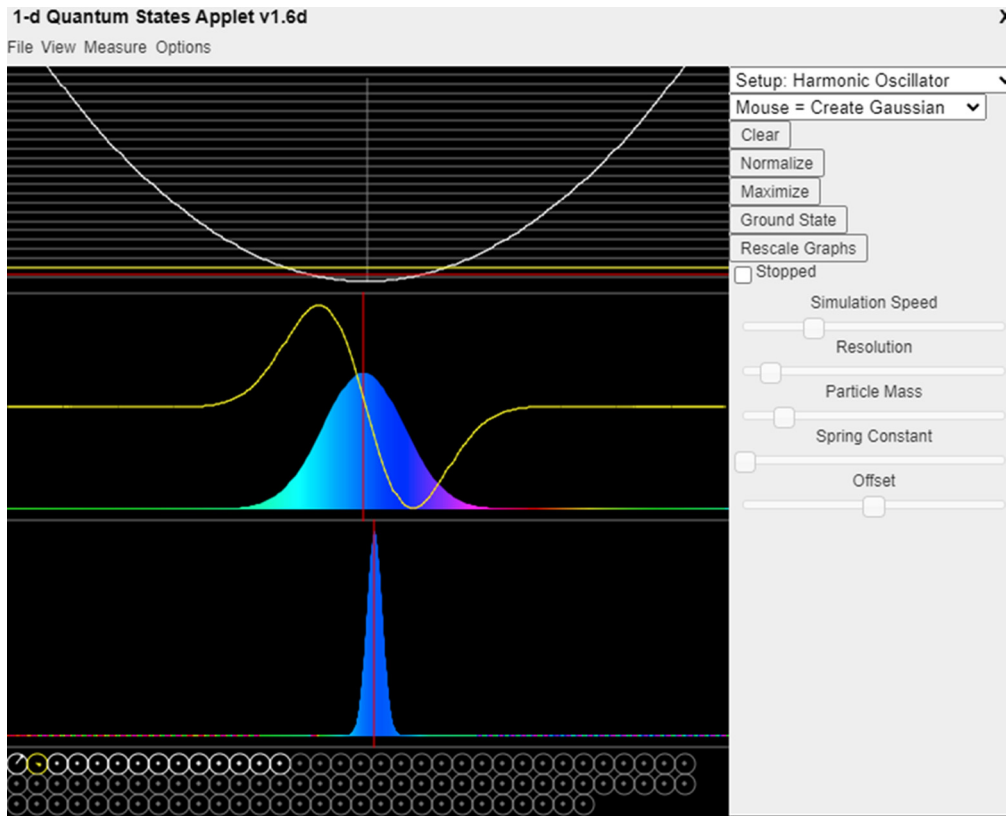 1-d Quantum States Applet v1.6d
X
File View Measure Options
Setup: Harmonic Oscillator
Mouse = Create Gaussian
Clear
Normalize
Maximize
Ground State
Rescale Graphs
Stopped
Simulation Speed
Resolution
Particle Mass
Spring Constant
Offset